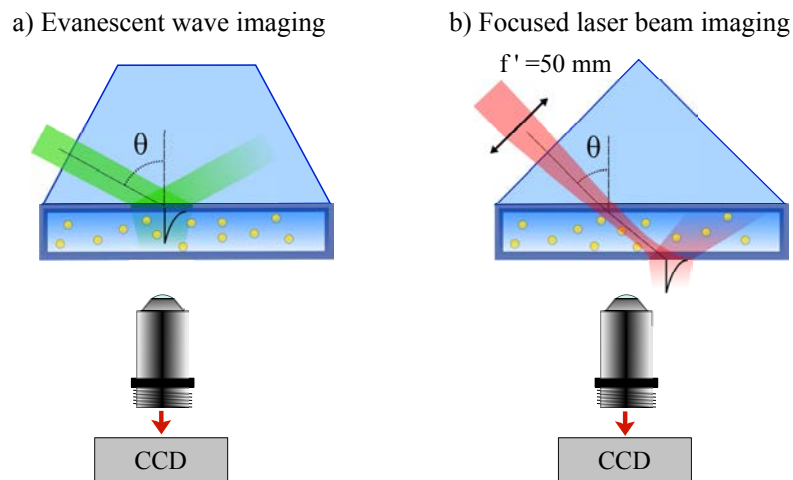 a) Evanescent wave imaging
b) Focused laser beam imaging
f ' =50 mm
θ
θ
CCD
CCD